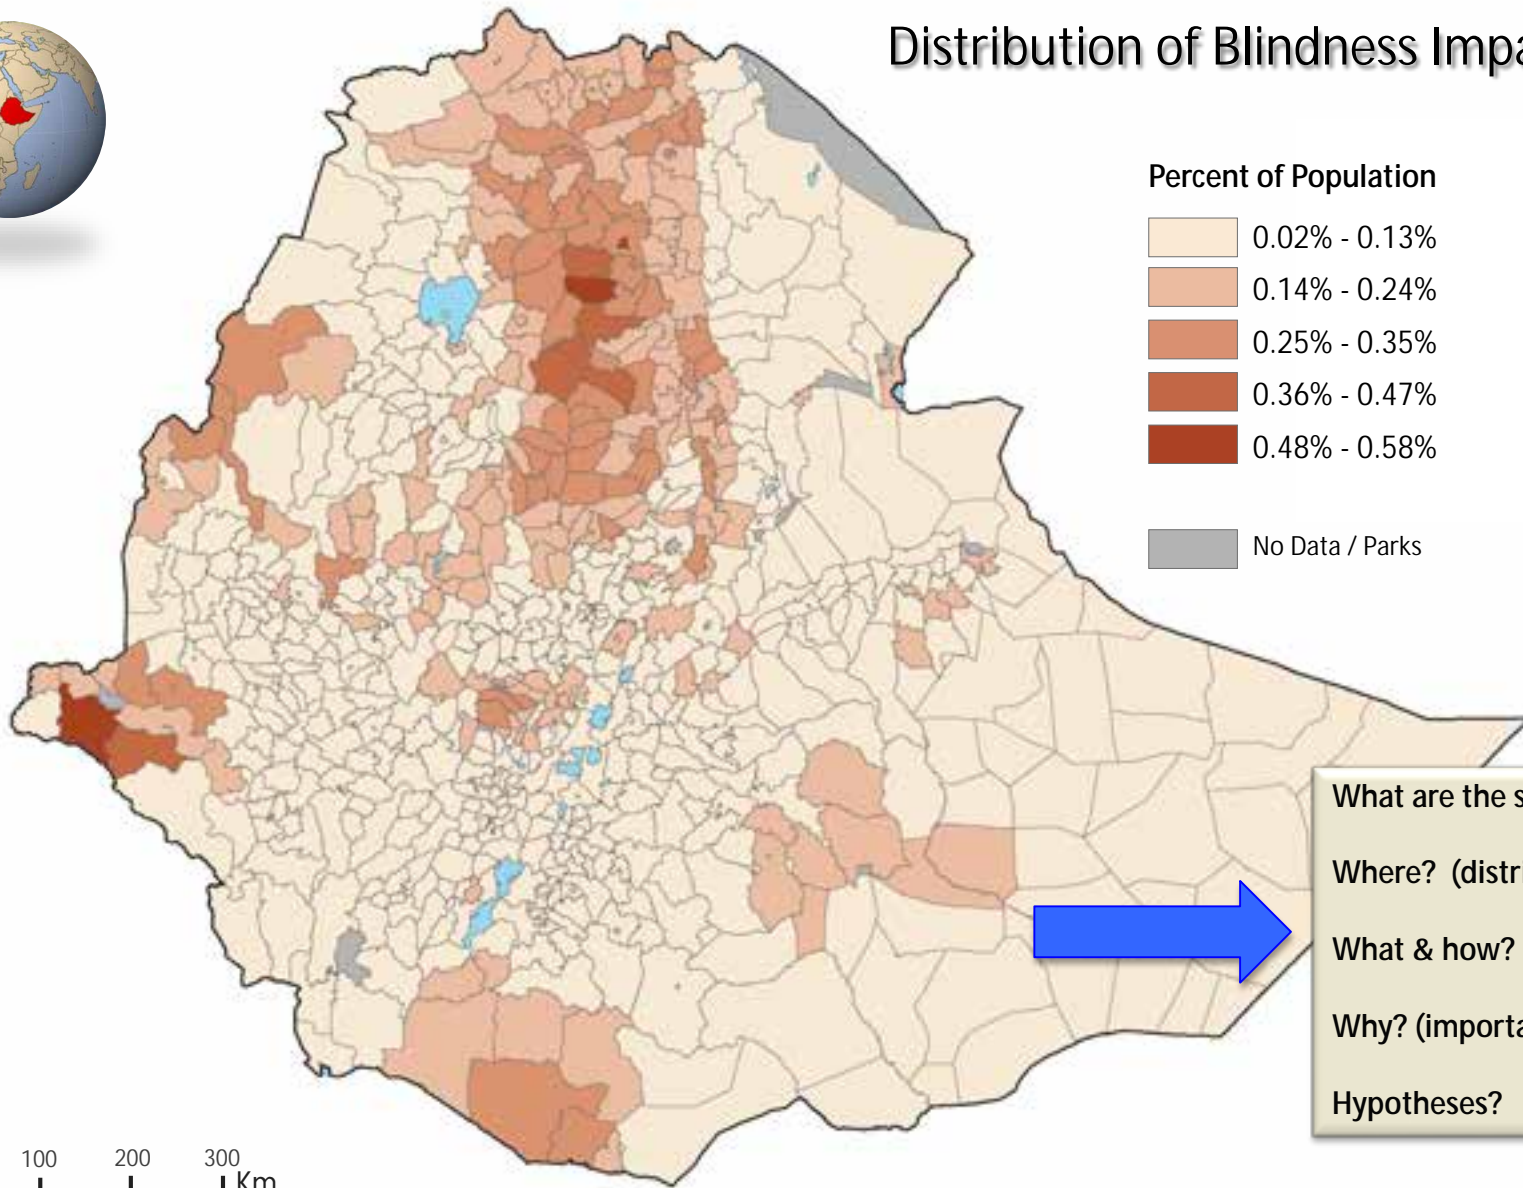 Distribution of Blindness Impa
Percent of Population
0.02% - 0.13%
0.14% - 0.24%
0.25% - 0.35%
0.36% - 0.47%
0.48% - 0.58%
No Data / Parks
What are the s
Where? (distr
What & how?
Why? (importa
Hypotheses?
100 200 300
Km